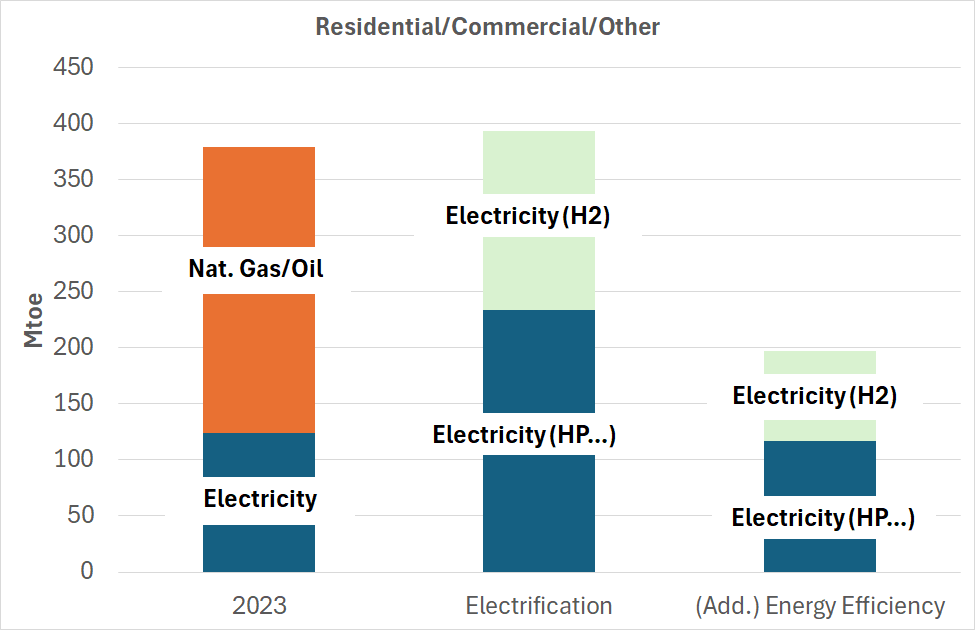 Residential/Commercial/Other
450
400
350
300
250
200
150
100
50
0
Mtoe
Electricity (H2)
Nat. Gas/Oil
Electricity (H2)
Electricity (HP...)
Electricity
Electricity (HP...)
2023
Electrification
(Add.) Energy Efficiency